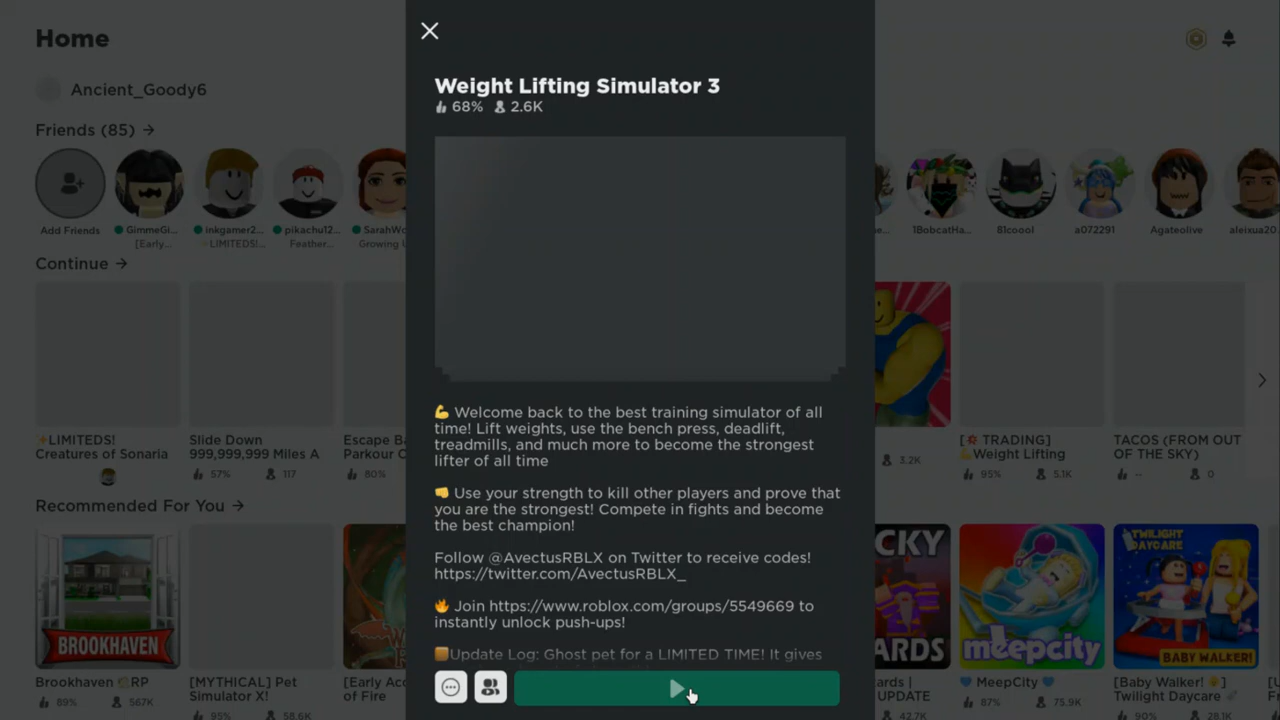 Home
Ancient_Goody6
Friends (85) →
Add Friends
GimmeGi...
[Early...
inkgamer2...
LIMITEDS!...
pikachu12...
Feather...
SarahWo
Growing U
1BobcatHa...
81coool
a072291
Agateolive
aleixua20
Continue →
✨LIMITEDS!
Creatures of Sonaria
Slide Down
999,999,999 Miles A
57% 117
Escape Ba
Parkour C
80%
3.2K
[💥 TRADING]
💪Weight Lifting
95% 5.1K
TACOS (FROM OUT
OF THE SKY)
-- 0
Recommended For You →
BROOKHAVEN
Brookhaven 🏡RP
89% 567K
[MYTHICAL] Pet
Simulator X!
95% 58.6K
[Early Acc
of Fire
CKY
ARDS
ards |
UPDATE
42.7K
meepcity
💙 MeepCity 💙
87% 75.9K
TWILIGHT
DAYCARE
BABY WALKER!
[Baby Walker! 👶]
Twilight Daycare 🍼
90% 28.1K
Weight Lifting Simulator 3
68% 2.6K
💪 Welcome back to the best training simulator of all
time! Lift weights, use the bench press, deadlift,
treadmills, and much more to become the strongest
lifter of all time
👊 Use your strength to kill other players and prove that
you are the strongest! Compete in fights and become
the best champion!
Follow @AvectusRBLX on Twitter to receive codes!
https://twitter.com/AvectusRBLX_
🔥 Join https://www.roblox.com/groups/5549669 to
instantly unlock push-ups!
Update Log: Ghost pet for a LIMITED TIME! It gives